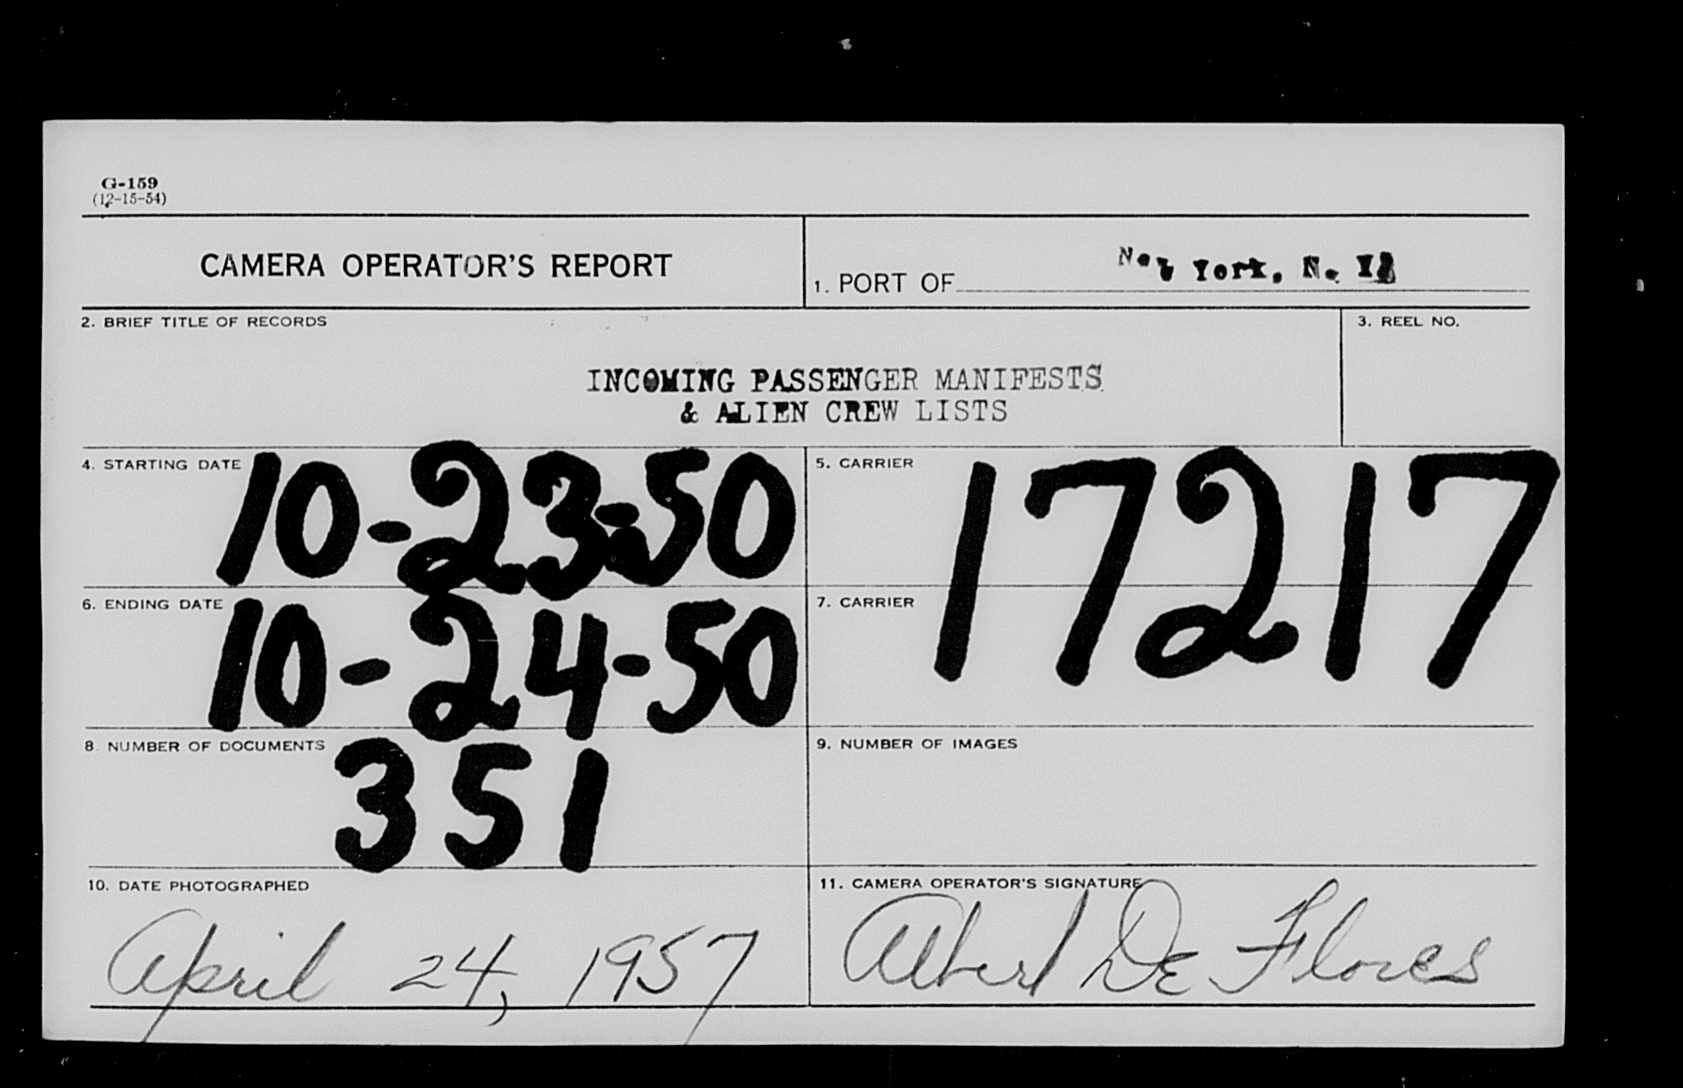 G-159
(12-15-54)
CAMERA OPERATOR'S REPORT
1. PORT OF New York, N. Y.
2. BRIEF TITLE OF RECORDS
3. REEL NO.
INCOMING PASSENGER MANIFESTS
& ALIEN CREW LISTS
4. STARTING DATE 10-23-50
5. CARRIER 17217
6. ENDING DATE 10-24-50
7. CARRIER
8 NUMBER OF DOCUMENTS 351
9. NUMBER OF IMAGES
10. DATE PHOTOGRAPHED
April 24, 1957
11. CAMERA OPERATOR'S SIGNATURE
Albert De Flores